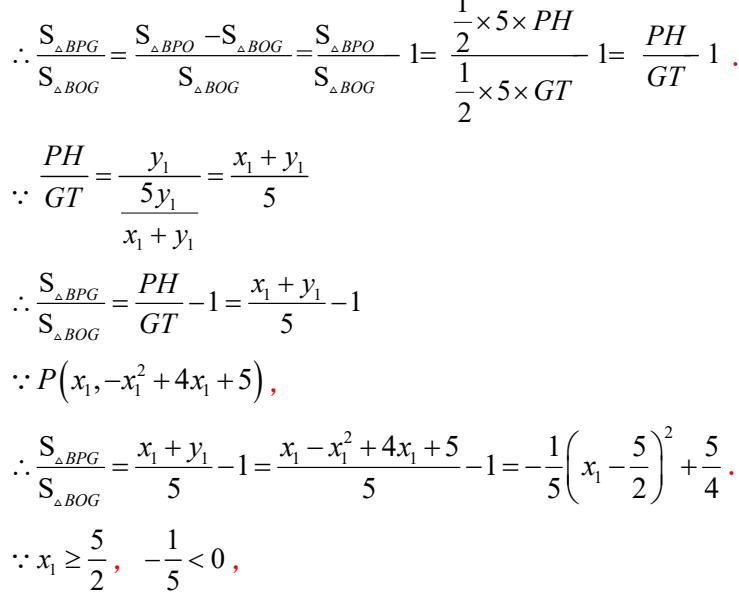 ∴ S△BPG/S△BOG = (S△BPO −S△BOG)/S△BOG = S△BPO/S△BOG − 1 = (1/2 × 5 × PH)/(1/2 × 5 × GT) − 1 = PH/GT − 1 .
∵ PH/GT = y₁/(5y₁/(x₁ + y₁)) = (x₁ + y₁)/5
∴ S△BPG/S△BOG = PH/GT − 1 = (x₁ + y₁)/5 − 1
∵ P(x₁, −x₁² + 4x₁ + 5) ,
∴ S△BPG/S△BOG = (x₁ + y₁)/5 − 1 = (x₁ − x₁² + 4x₁ + 5)/5 − 1 = −1/5(x₁ − 5/2)² + 5/4 .
∵ x₁ ≥ 5/2 , −1/5 < 0 ,